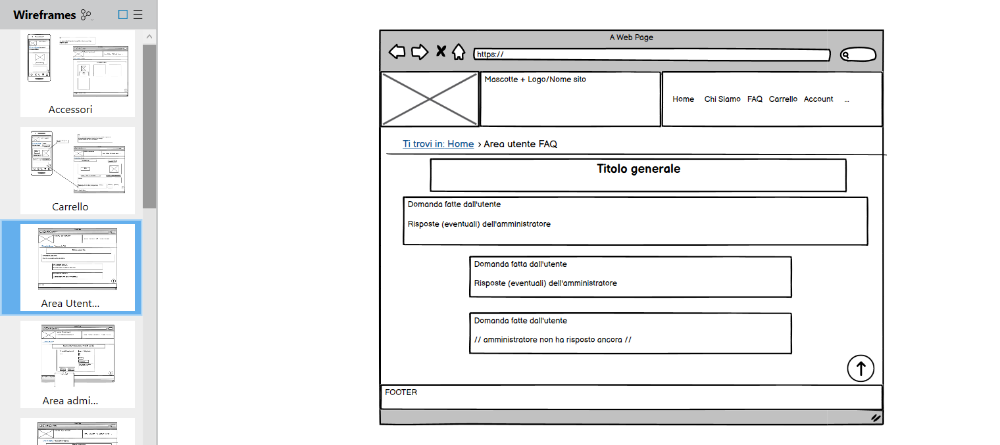 Wireframes
Accessori
Carrello
Area Utent...
Area admi...
A Web Page
https://
Mascotte + Logo/Nome sito
Home Chi Siamo FAQ Carrello Account ...
Ti trovi in: Home › Area utente FAQ
Titolo generale
Domanda fatte dall'utente
Risposte (eventuali) dell'amministratore
Domanda fatta dall'utente
Risposte (eventuali) dell'amministratore
Domanda fatte dall'utente
// amministratore non ha risposto ancora //
FOOTER